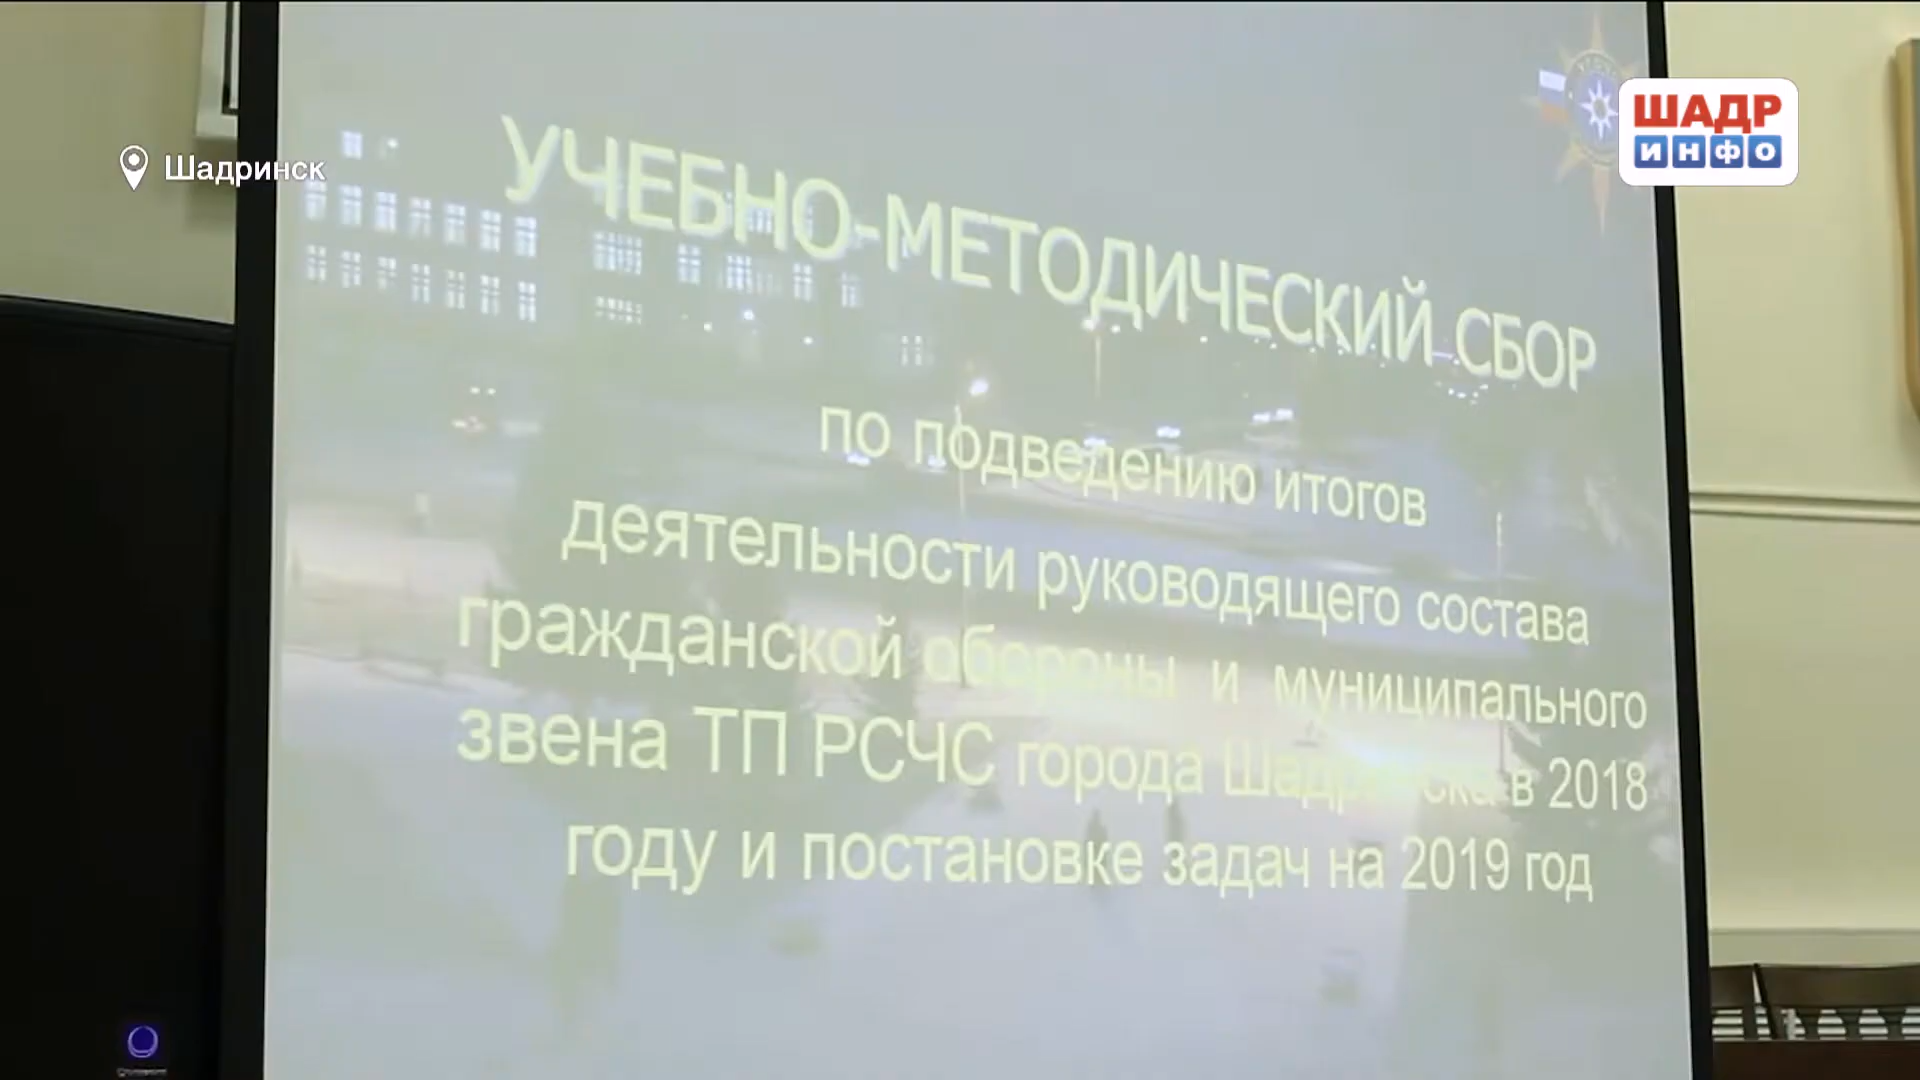 Шадринск
ШАДР
ИНФО
УЧЕБНО-МЕТОДИЧЕСКИЙ СБОР
по подведению итогов
деятельности руководящего состава
гражданской обороны и муниципального
звена ТП РСЧС города Шадринска в 2018
году и постановке задач на 2019 год